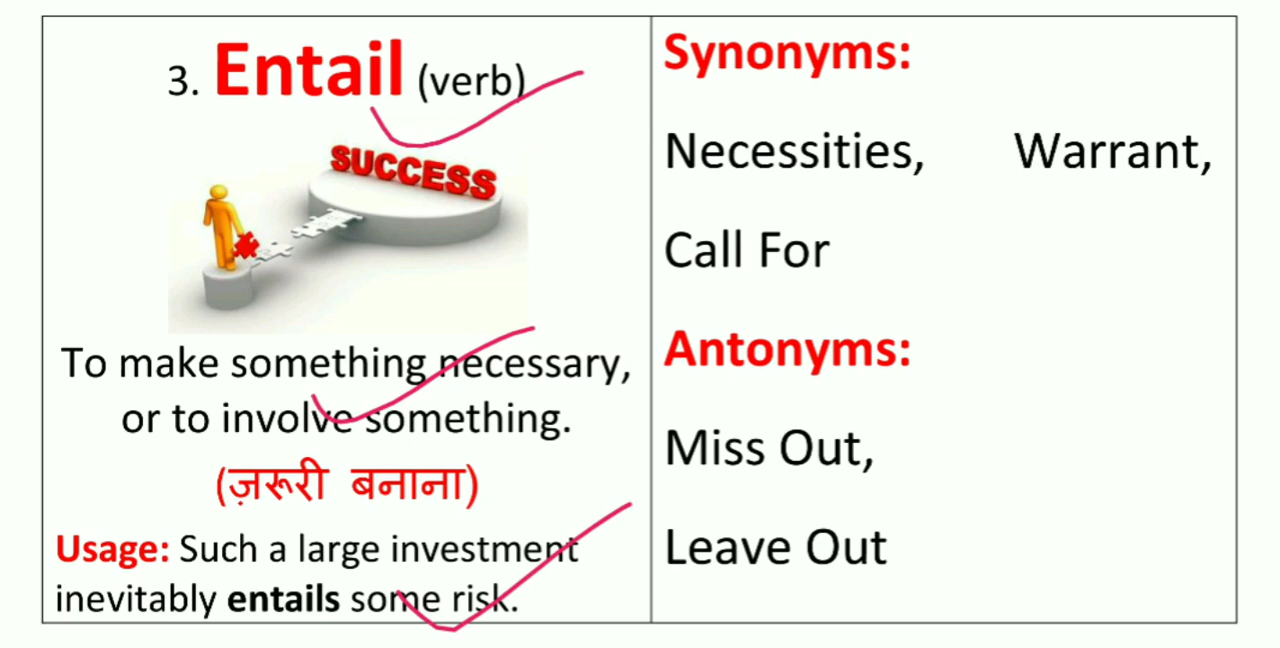 3. Entail (verb)
SUCCESS
To make something necessary,
or to involve something.
(ज़रूरी बनाना)
Usage: Such a large investment
inevitably entails some risk.
Synonyms:
Necessities, Warrant,
Call For
Antonyms:
Miss Out,
Leave Out